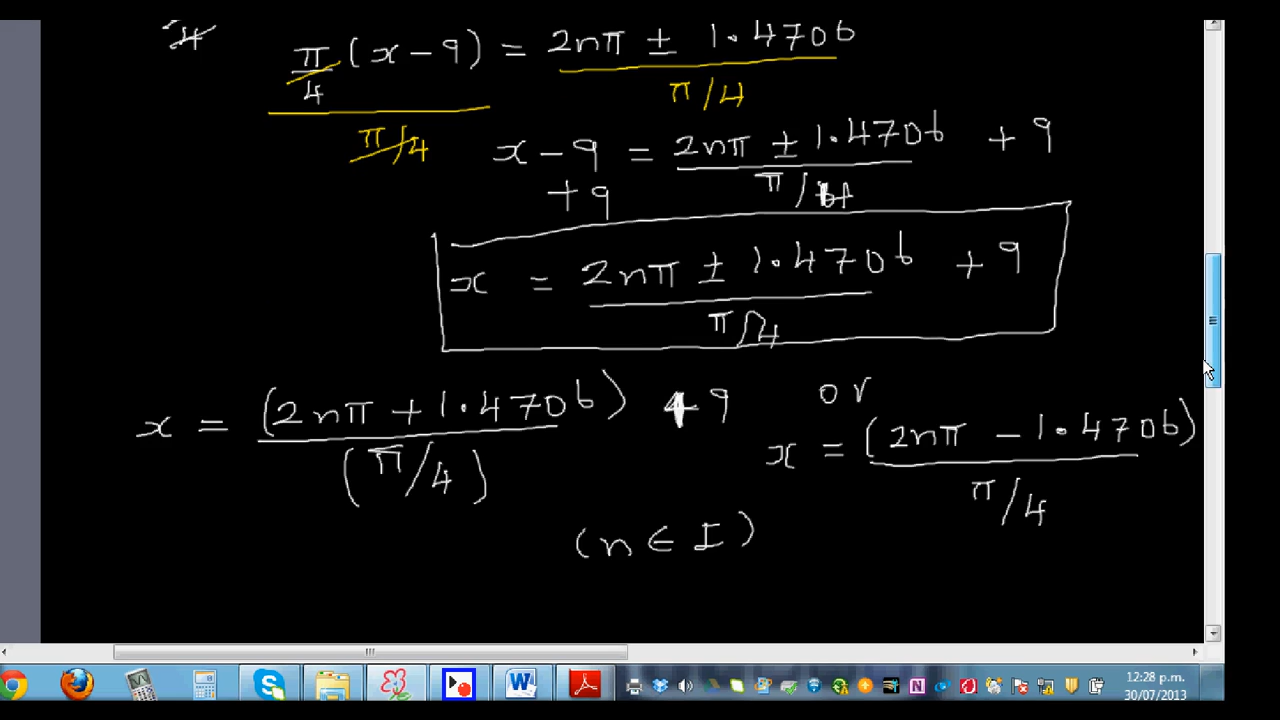 π/4
π/4 (x − 9) = 2nπ ± 1.4706
π/4 π/4
x − 9 = 2nπ ± 1.4706 + 9
+9 π/4
x = 2nπ ± 1.4706 + 9
π/4
x = (2nπ + 1.4706) + 9 or
(π/4)
x = (2nπ − 1.4706)
π/4
(n ∈ I)
12:28 p.m.
30/07/2013